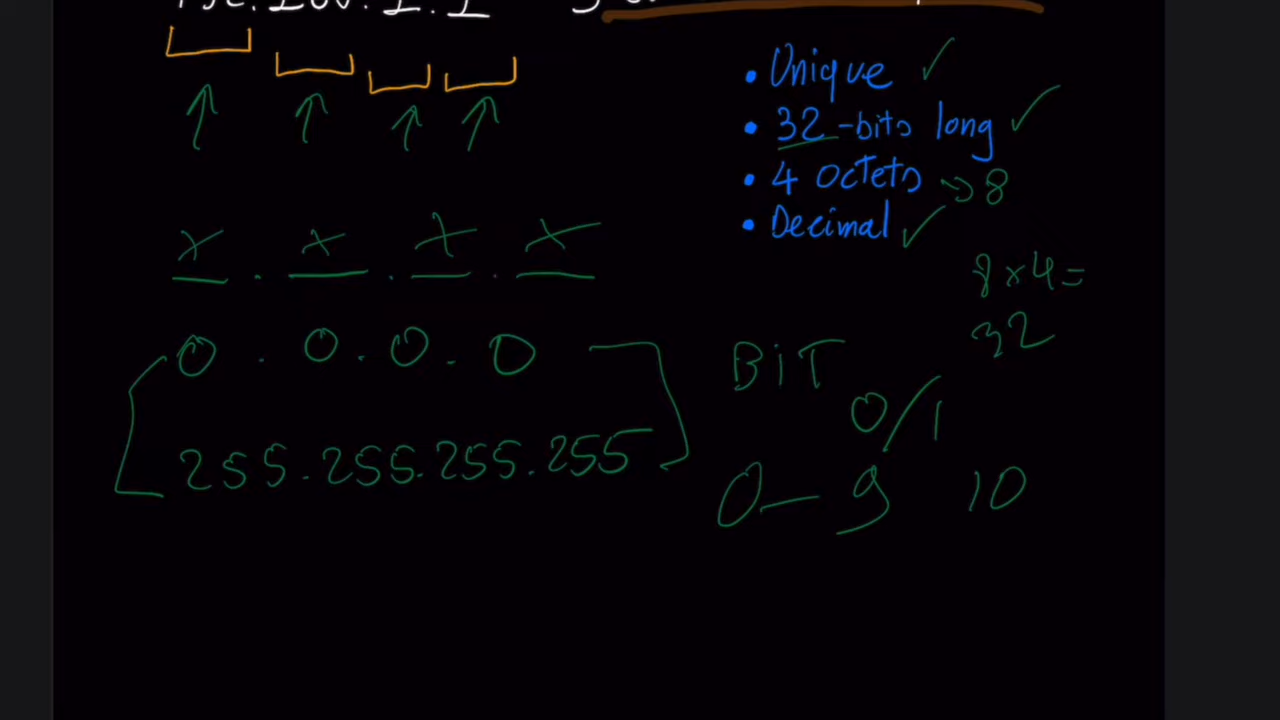 • Unique ✓
• 32-bits long ✓
• 4 octets → 8
• Decimal ✓
8 x 4 =
32
x . x . x . x
0 . 0 . 0 . 0
255.255.255.255
BiT
0/1
0 — 9 10